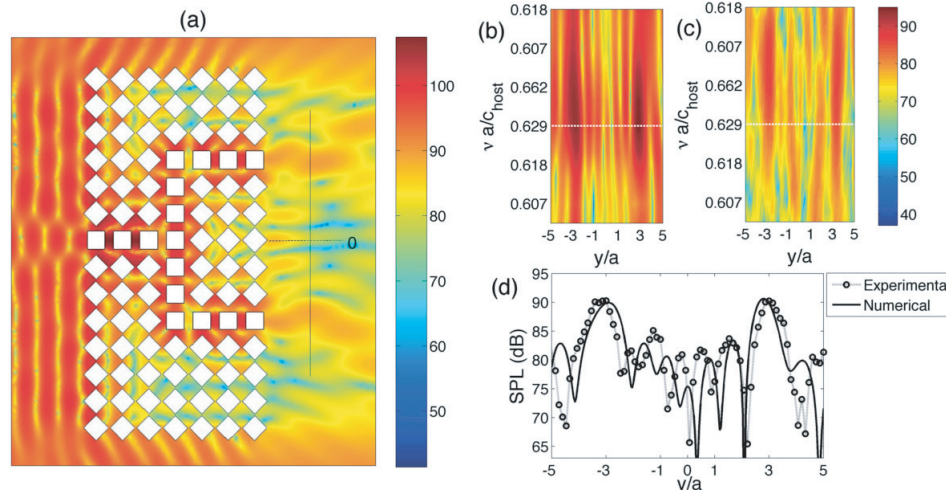 (a)
100
90
80
70
60
50
0
(b)
0.618
0.607
0.662
0.629
0.618
0.607
ν a/c_host
-5 -3 -1 1 3 5
y/a
(c)
0.618
0.607
0.662
0.629
0.618
0.607
ν a/c_host
-5 -3 -1 1 3 5
y/a
90
80
70
60
50
40
(d)
95
90
85
80
75
70
65
SPL (dB)
-5 -3 -1 0 1 3 5
y/a
Experimental
Numerical